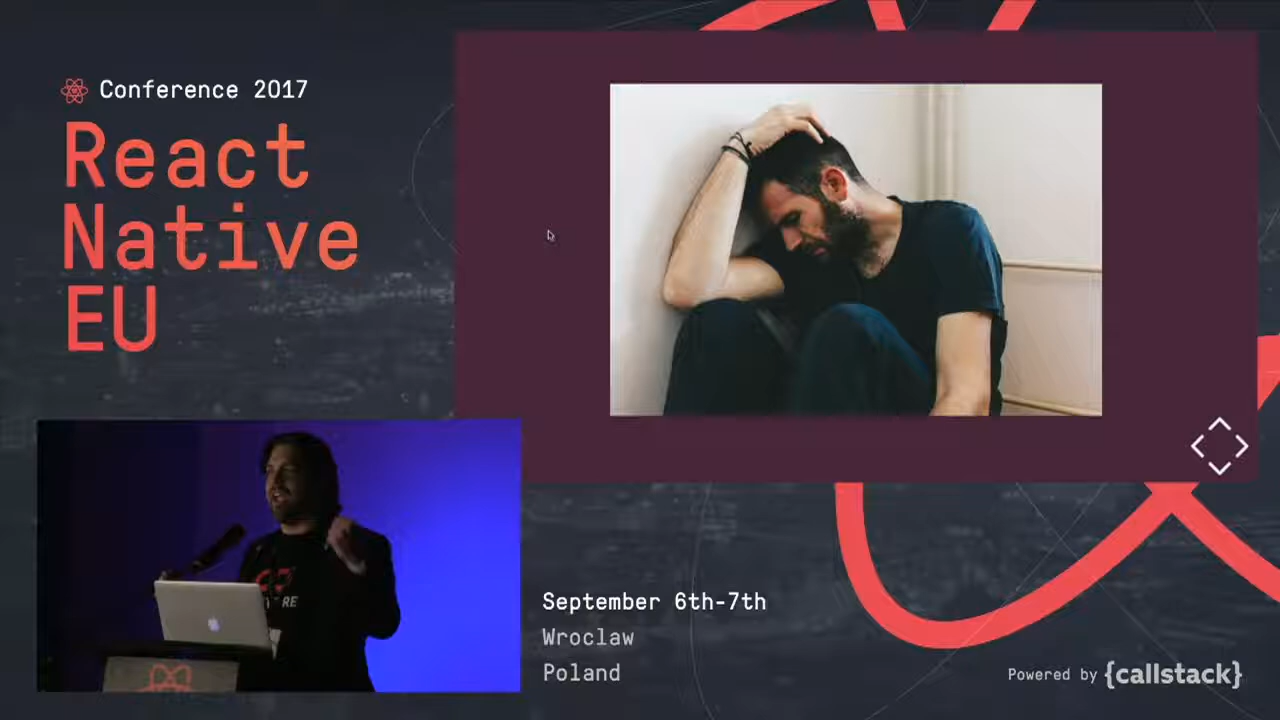 Conference 2017
React
Native
EU
September 6th-7th
Wroclaw
Poland
Powered by {callstack}